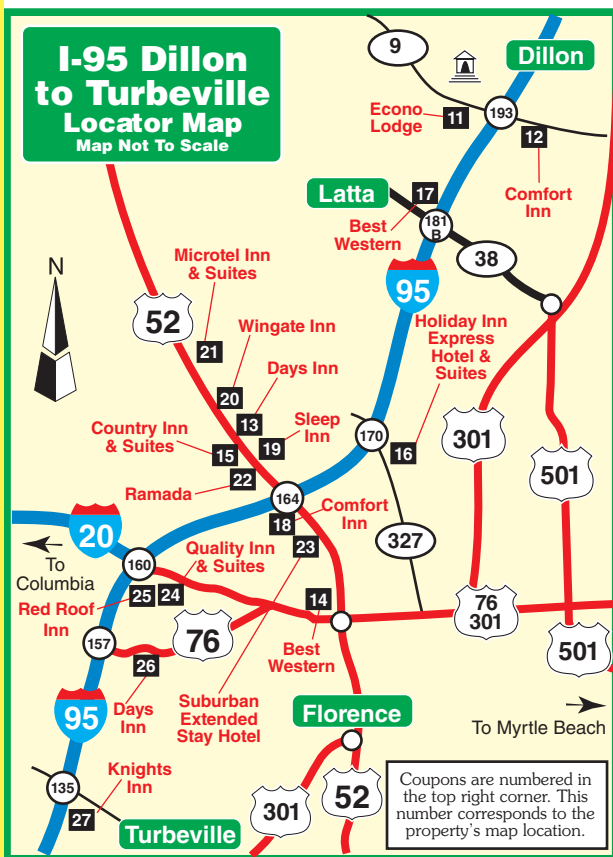 I-95 Dillon
to Turbeville
Locator Map
Map Not To Scale
9
Dillon
Econo
Lodge
11
193
12
Comfort
Inn
Latta
17
Best
Western
181
B
38
95
N
Microtel Inn
& Suites
52
21
Wingate Inn
20
Days Inn
13
Holiday Inn
Express
Hotel &
Suites
Country Inn
& Suites
15
Sleep
Inn
19
170
16
301
501
Ramada
22
164
18
Comfort
Inn
23
327
20
To
Columbia
160
Quality Inn
& Suites
25
24
Red Roof
Inn
14
76
301
157
76
Best
Western
501
26
Days
Inn
95
Suburban
Extended
Stay Hotel
Florence
To Myrtle Beach
Knights
Inn
135
27
Turbeville
301
52
Coupons are numbered in
the top right corner. This
number corresponds to the
property's map location.